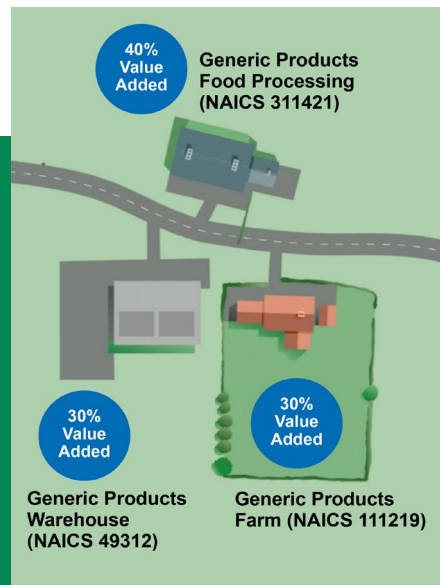 40%
Value
Added
Generic Products
Food Processing
(NAICS 311421)
30%
Value
Added
Generic Products
Warehouse
(NAICS 49312)
30%
Value
Added
Generic Products
Farm (NAICS 111219)